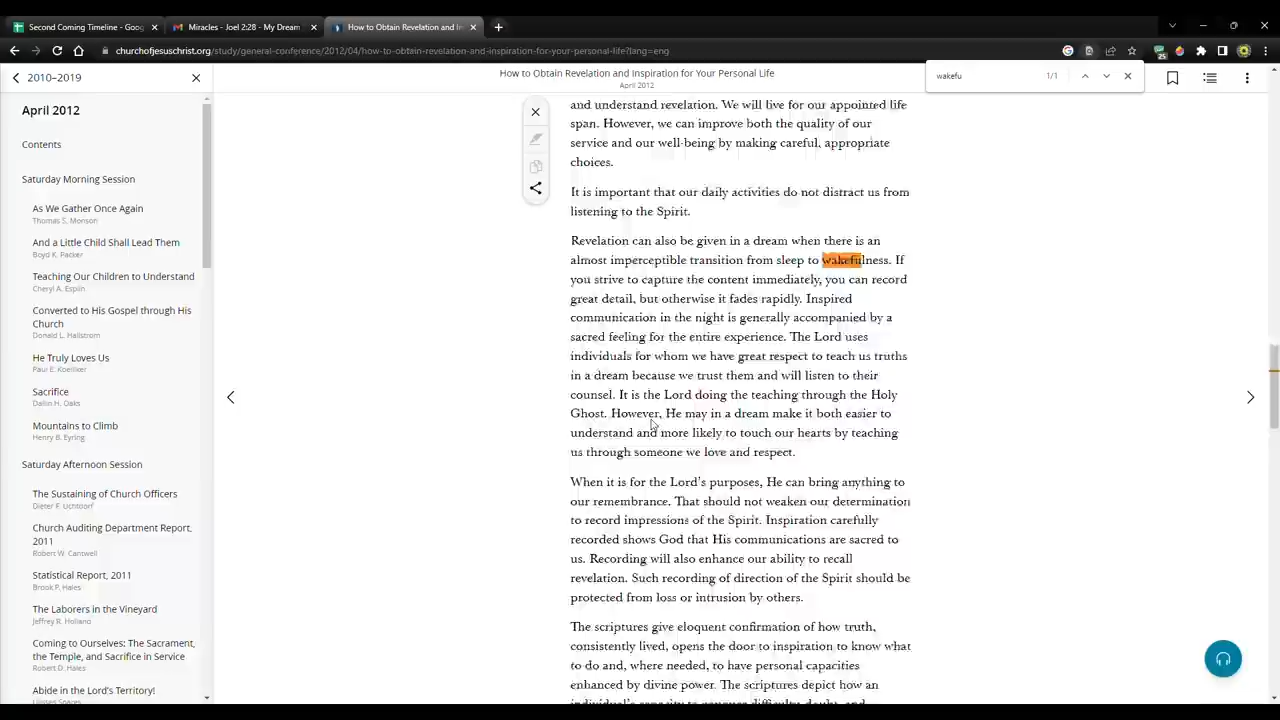 Second Coming Timeline - Goog
Miracles - Joel 2:28 - My Dream
How to Obtain Revelation and In
churchofjesuschrist.org/study/general-conference/2012/04/how-to-obtain-revelation-and-inspiration-for-your-personal-life?lang=eng
25
2010–2019
How to Obtain Revelation and Inspiration for Your Personal Life
April 2012
wakefu
1/1
April 2012
Contents
Saturday Morning Session
As We Gather Once Again
Thomas S. Monson
And a Little Child Shall Lead Them
Boyd K. Packer
Teaching Our Children to Understand
Cheryl A. Esplin
Converted to His Gospel through His
Church
Donald L. Hallstrom
He Truly Loves Us
Paul E. Koelliker
Sacrifice
Dallin H. Oaks
Mountains to Climb
Henry B. Eyring
Saturday Afternoon Session
The Sustaining of Church Officers
Dieter F. Uchtdorf
Church Auditing Department Report,
2011
Robert W. Cantwell
Statistical Report, 2011
Brook P. Hales
The Laborers in the Vineyard
Jeffrey R. Holland
Coming to Ourselves: The Sacrament,
the Temple, and Sacrifice in Service
Robert D. Hales
Abide in the Lord's Territory!
Ulisses Soares
and understand revelation. We will live for our appointed life
span. However, we can improve both the quality of our
service and our well-being by making careful, appropriate
choices.
It is important that our daily activities do not distract us from
listening to the Spirit.
Revelation can also be given in a dream when there is an
almost imperceptible transition from sleep to wakefulness. If
you strive to capture the content immediately, you can record
great detail, but otherwise it fades rapidly. Inspired
communication in the night is generally accompanied by a
sacred feeling for the entire experience. The Lord uses
individuals for whom we have great respect to teach us truths
in a dream because we trust them and will listen to their
counsel. It is the Lord doing the teaching through the Holy
Ghost. However, He may in a dream make it both easier to
understand and more likely to touch our hearts by teaching
us through someone we love and respect.
When it is for the Lord's purposes, He can bring anything to
our remembrance. That should not weaken our determination
to record impressions of the Spirit. Inspiration carefully
recorded shows God that His communications are sacred to
us. Recording will also enhance our ability to recall
revelation. Such recording of direction of the Spirit should be
protected from loss or intrusion by others.
The scriptures give eloquent confirmation of how truth,
consistently lived, opens the door to inspiration to know what
to do and, where needed, to have personal capacities
enhanced by divine power. The scriptures depict how an
individual's capacity to conquer difficulty, doubt, and